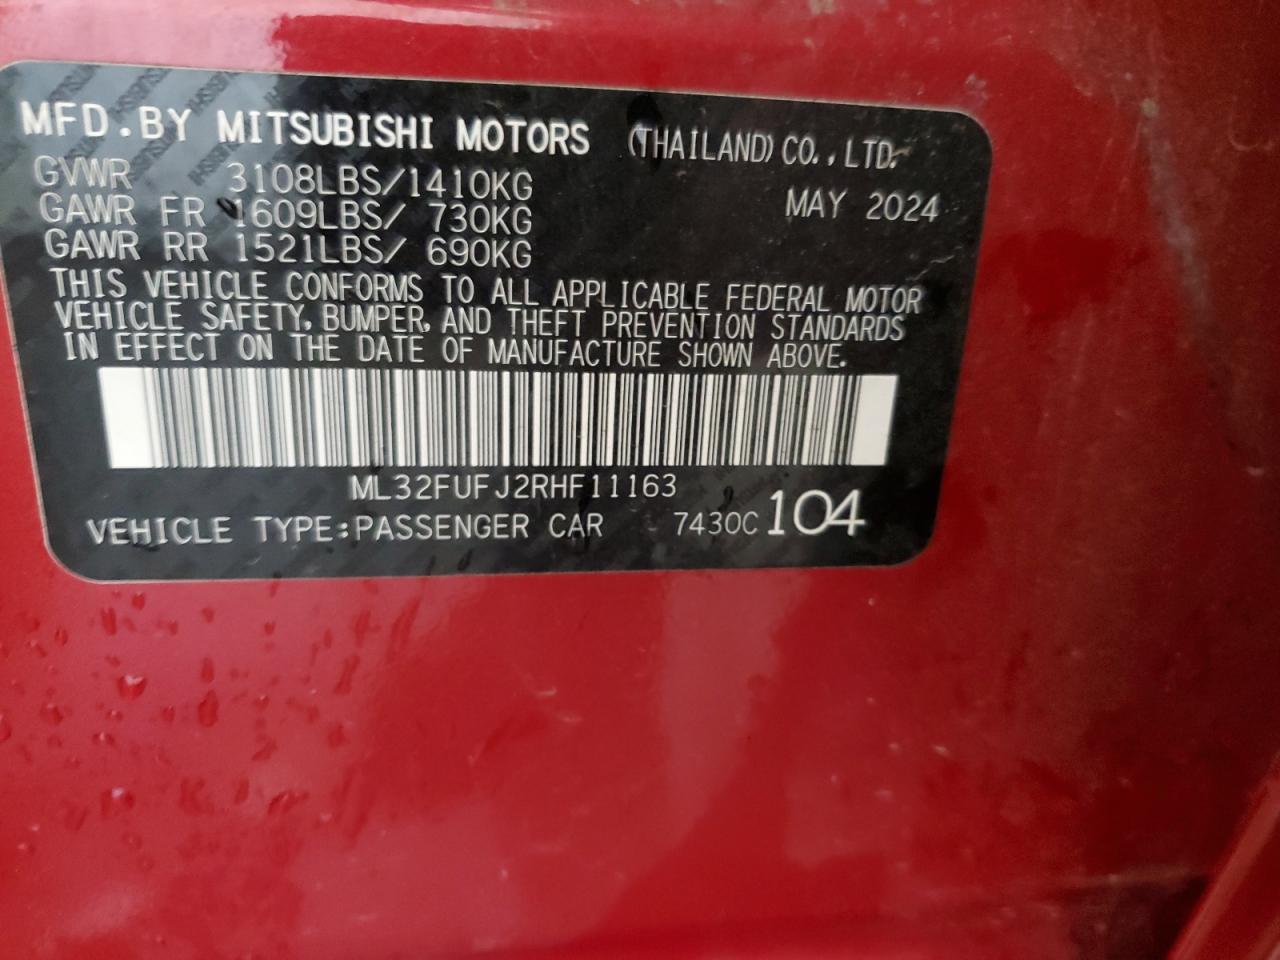 MFD.BY MITSUBISHI MOTORS (THAILAND) CO.,LTD.
GVWR 3108LBS/1410KG
MAY 2024
GAWR FR 1609LBS/ 730KG
GAWR RR 1521LBS/ 690KG
THIS VEHICLE CONFORMS TO ALL APPLICABLE FEDERAL MOTOR
VEHICLE SAFETY, BUMPER, AND THEFT PREVENTION STANDARDS
IN EFFECT ON THE DATE OF MANUFACTURE SHOWN ABOVE.
ML32FUFJ2RHF11163
VEHICLE TYPE:PASSENGER CAR 7430C 104